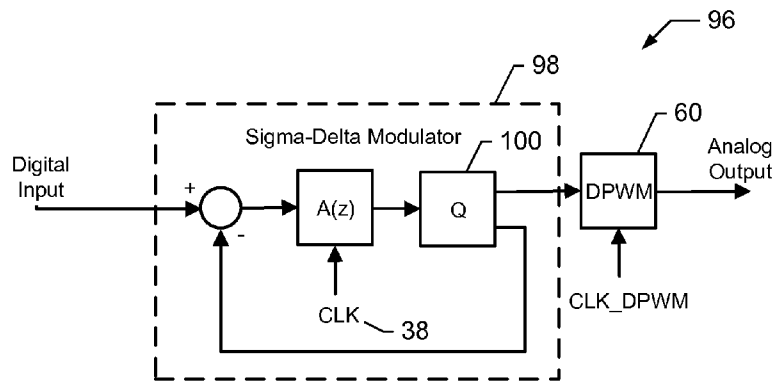 96
98
Sigma-Delta Modulator
100
60
Digital
Input
Analog
Output
+
-
A(z)
Q
DPWM
CLK
38
CLK_DPWM